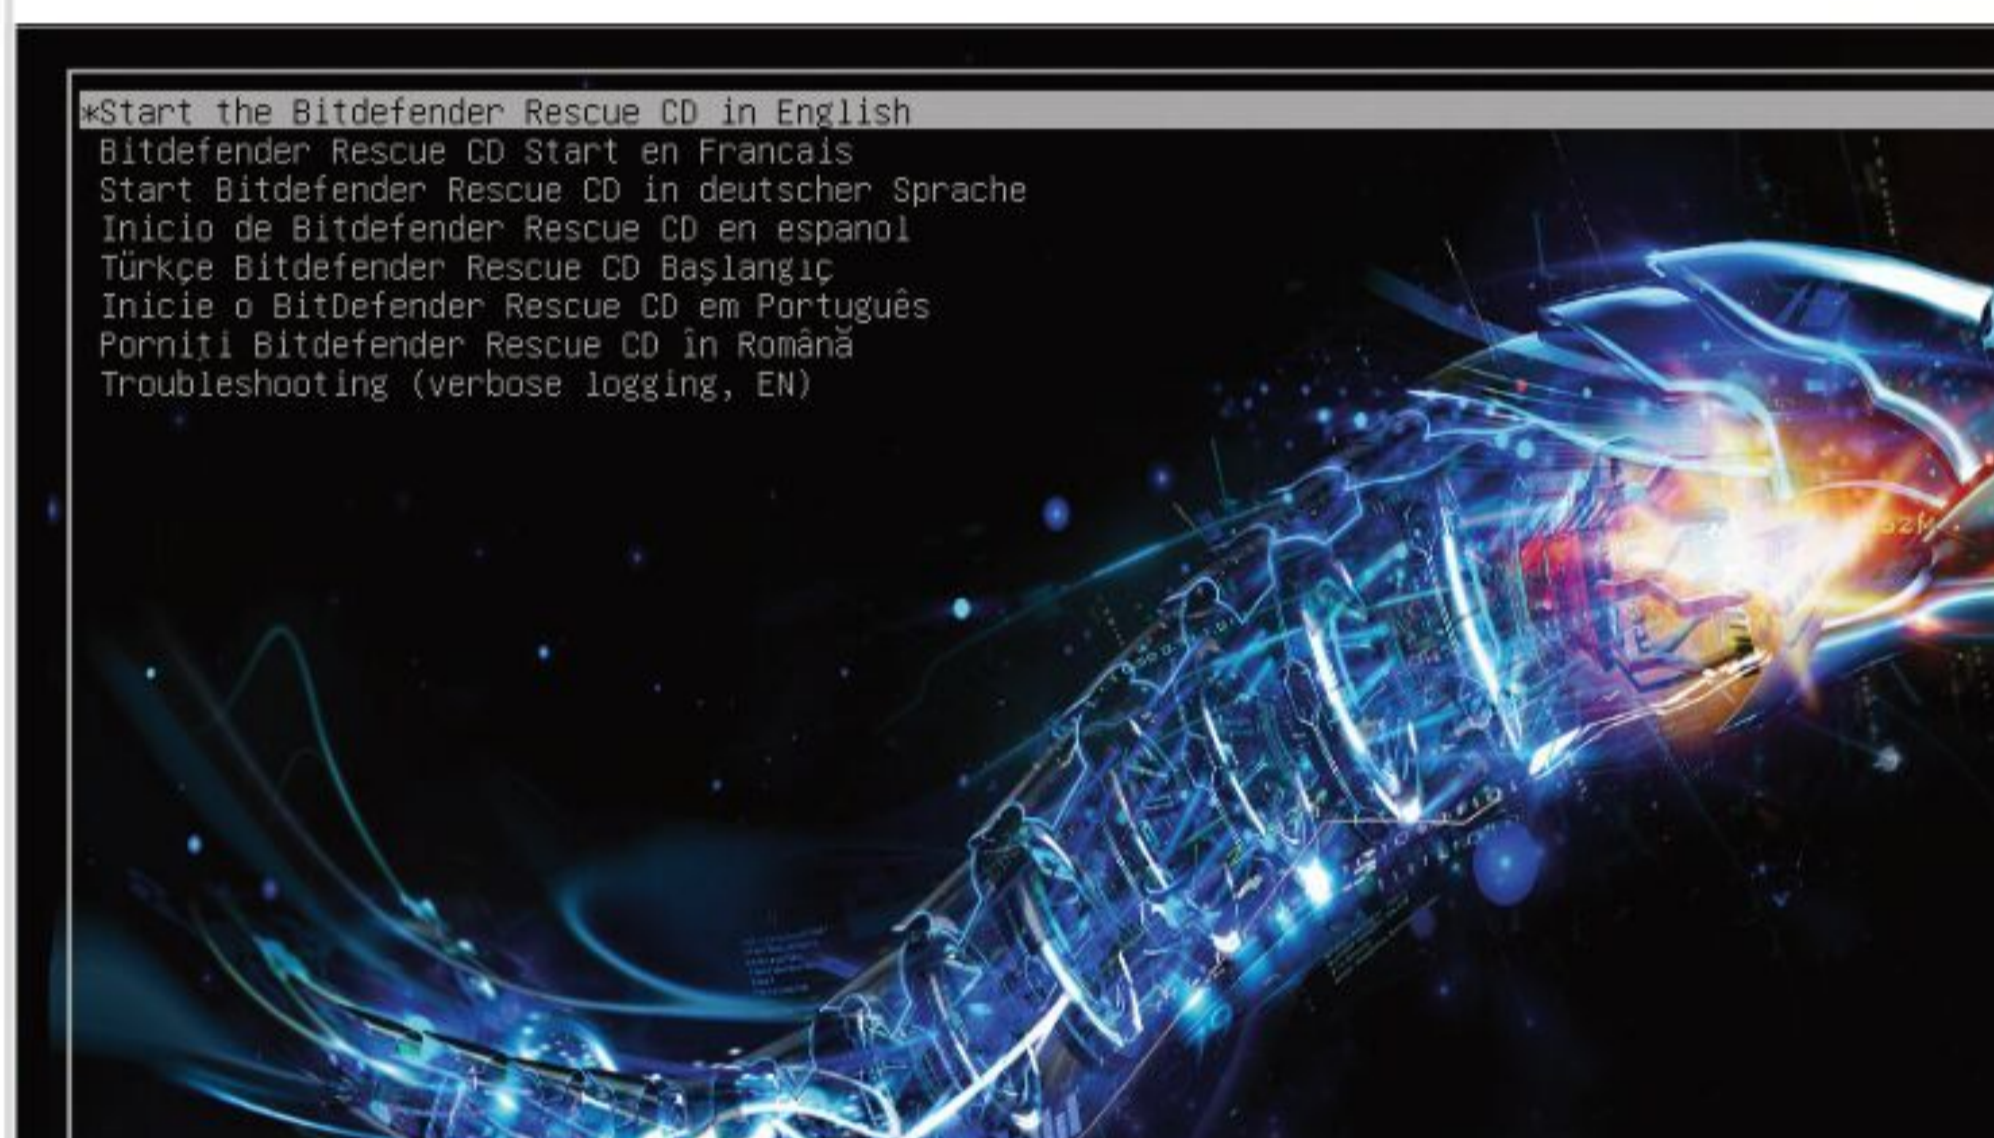 *Start the Bitdefender Rescue CD in English
Bitdefender Rescue CD Start en Francais
Start Bitdefender Rescue CD in deutscher Sprache
Inicio de Bitdefender Rescue CD en espanol
Türkçe Bitdefender Rescue CD Başlangıç
Inicie o BitDefender Rescue CD em Português
Porniţi Bitdefender Rescue CD în Română
Troubleshooting (verbose logging, EN)